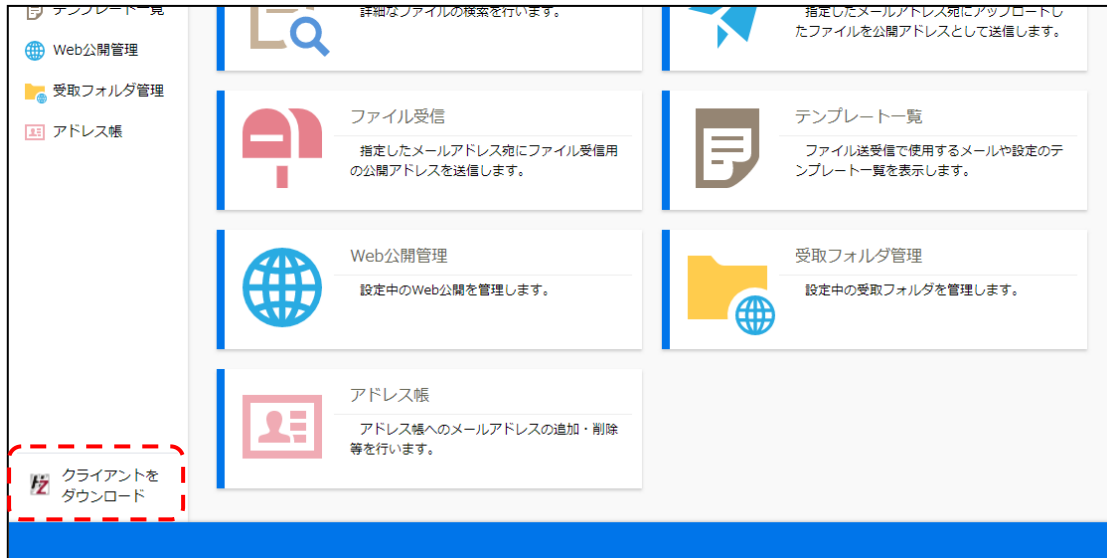 テンプレート一覧
Web公開管理
受取フォルダ管理
アドレス帳
クライアントを
ダウンロード
詳細なファイルの検索を行います。
指定したメールアドレス宛にアップロードし
たファイルを公開アドレスとして送信します。
ファイル受信
指定したメールアドレス宛にファイル受信用
の公開アドレスを送信します。
テンプレート一覧
ファイル送受信で使用するメールや設定のテ
ンプレート一覧を表示します。
Web公開管理
設定中のWeb公開を管理します。
受取フォルダ管理
設定中の受取フォルダを管理します。
アドレス帳
アドレス帳へのメールアドレスの追加・削除
等を行います。